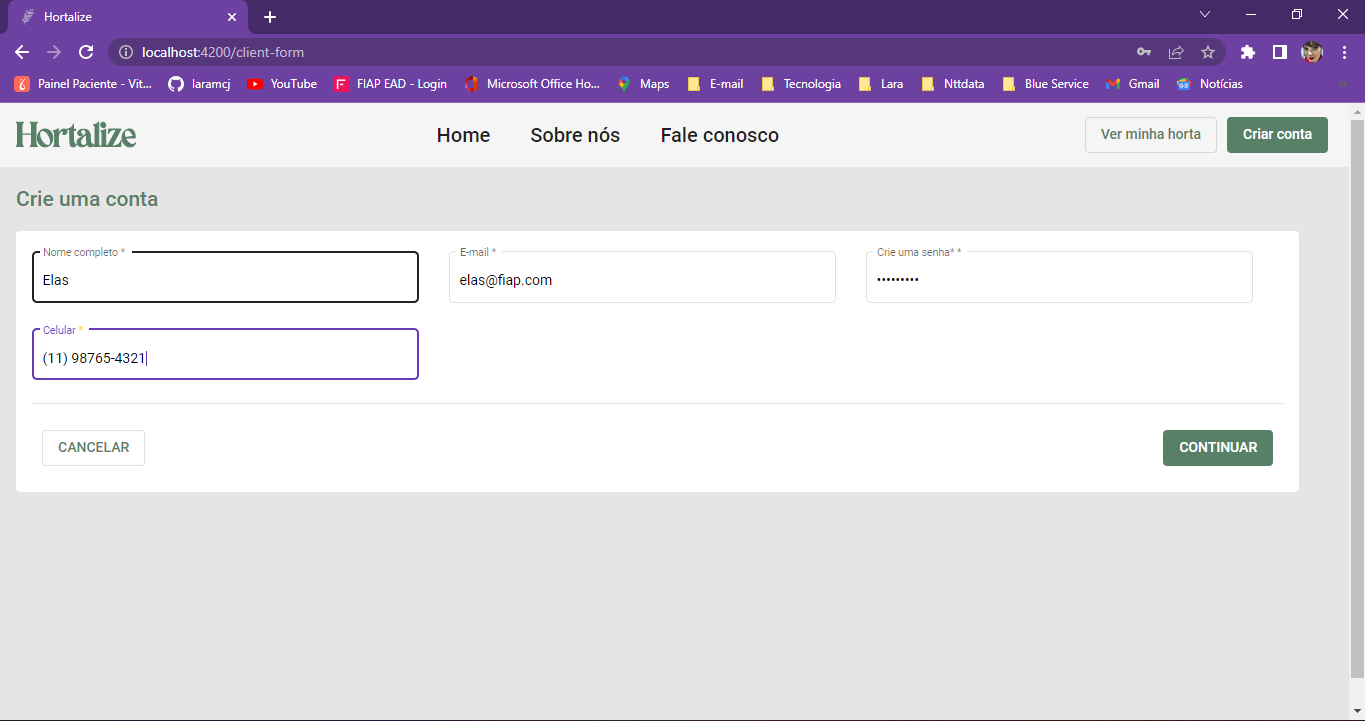 Hortalize
localhost:4200/client-form
Painel Paciente - Vit... laramcj YouTube FIAP EAD - Login Microsoft Office Ho... Maps E-mail Tecnologia Lara Nttdata Blue Service Gmail Notícias
Hortalize Home Sobre nós Fale conosco Ver minha horta Criar conta
Crie uma conta
Nome completo * E-mail * Crie uma senha* *
Elas elas@fiap.com •••••••••
Celular *
(11) 98765-4321
CANCELAR CONTINUAR